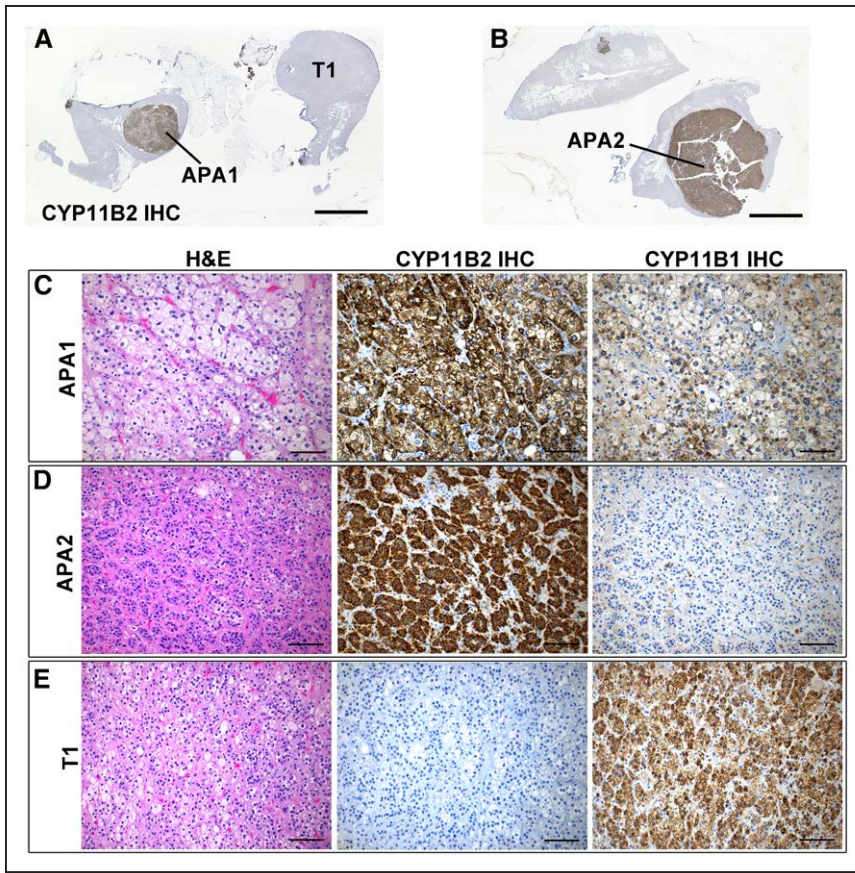 A
T1
APA1
CYP11B2 IHC
B
APA2
H&E
CYP11B2 IHC
CYP11B1 IHC
C
APA1
D
APA2
E
T1